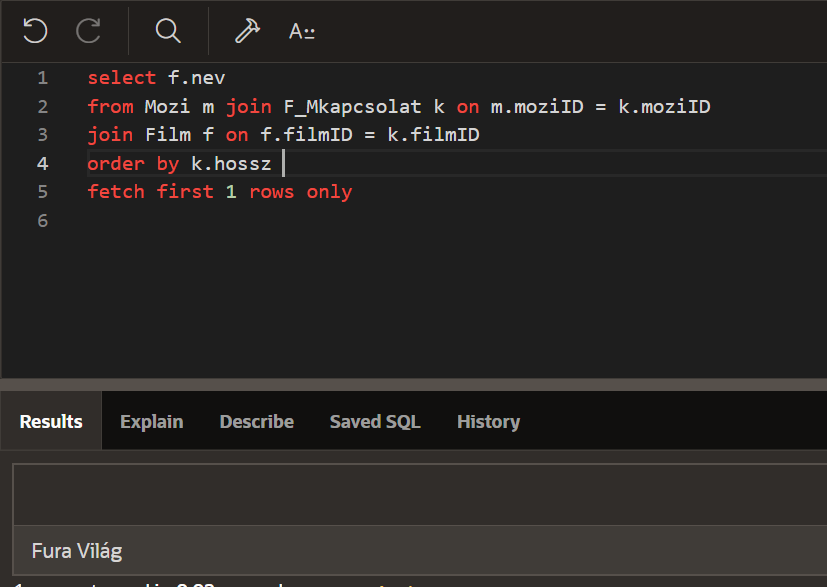 A::
1 select f.nev
2 from Mozi m join F_Mkapcsolat k on m.moziID = k.moziID
3 join Film f on f.filmID = k.filmID
4 order by k.hossz
5 fetch first 1 rows only
6
Results Explain Describe Saved SQL History
Fura Világ